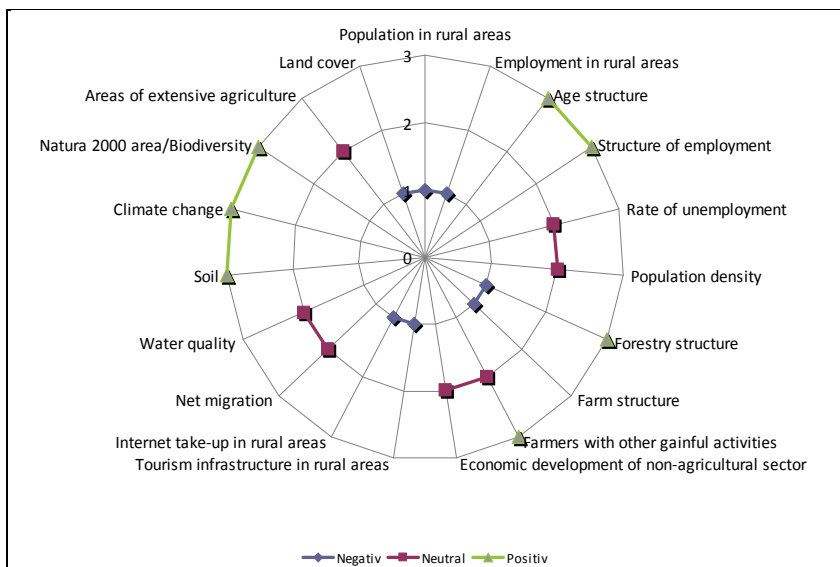 Population in rural areas
3
Land cover
Employment in rural areas
Areas of extensive agriculture
Age structure
2
Natura 2000 area/Biodiversity
Structure of employment
1
Climate change
Rate of unemployment
0
Soil
Population density
Water quality
Forestry structure
Net migration
Farm structure
Internet take-up in rural areas
Farmers with other gainful activities
Tourism infrastructure in rural areas
Economic development of non-agricultural sector
Negativ
Neutral
Positiv